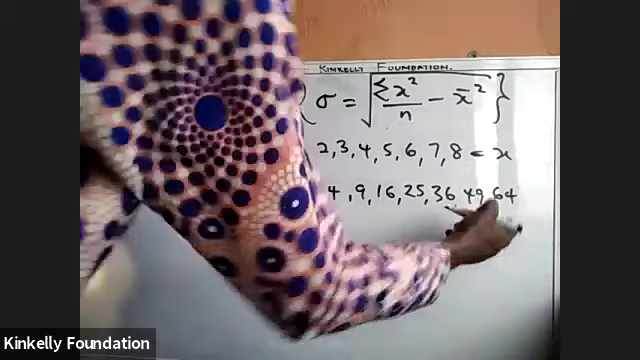 KINKELLY FOUNDATION.
{ σ = √(Σx²/n − x̄²) }
2, 3, 4, 5, 6, 7, 8 = x
4, 9, 16, 25, 36, 49, 64
Kinkelly Foundation